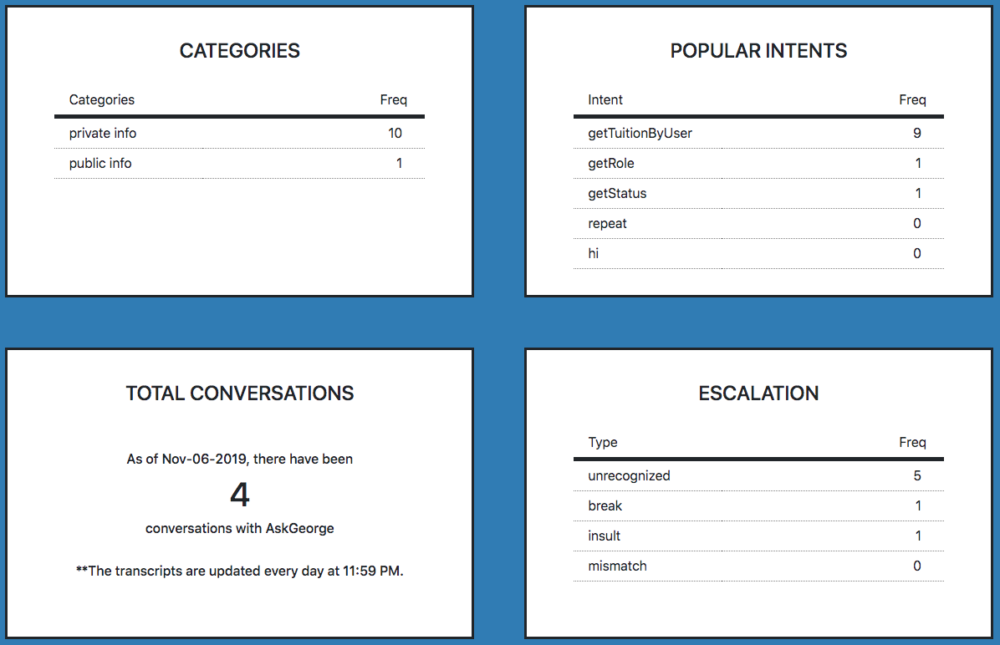 CATEGORIES
Categories Freq
private info 10
public info 1
POPULAR INTENTS
Intent Freq
getTuitionByUser 9
getRole 1
getStatus 1
repeat 0
hi 0
TOTAL CONVERSATIONS
As of Nov-06-2019, there have been
4
conversations with AskGeorge
**The transcripts are updated every day at 11:59 PM.
ESCALATION
Type Freq
unrecognized 5
break 1
insult 1
mismatch 0